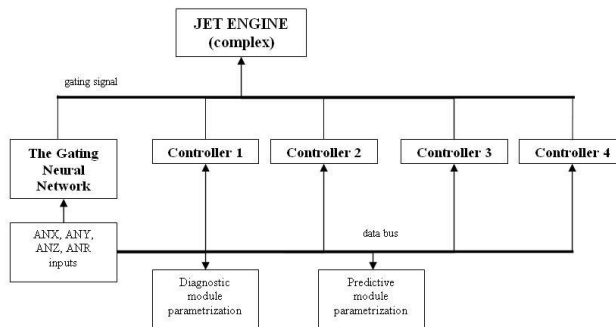 JET ENGINE
(complex)
gating signal
The Gating
Neural
Network
Controller 1
Controller 2
Controller 3
Controller 4
ANX, ANY,
ANZ, ANR
inputs
data bus
Diagnostic
module
parametrization
Predictive
module
parametrization